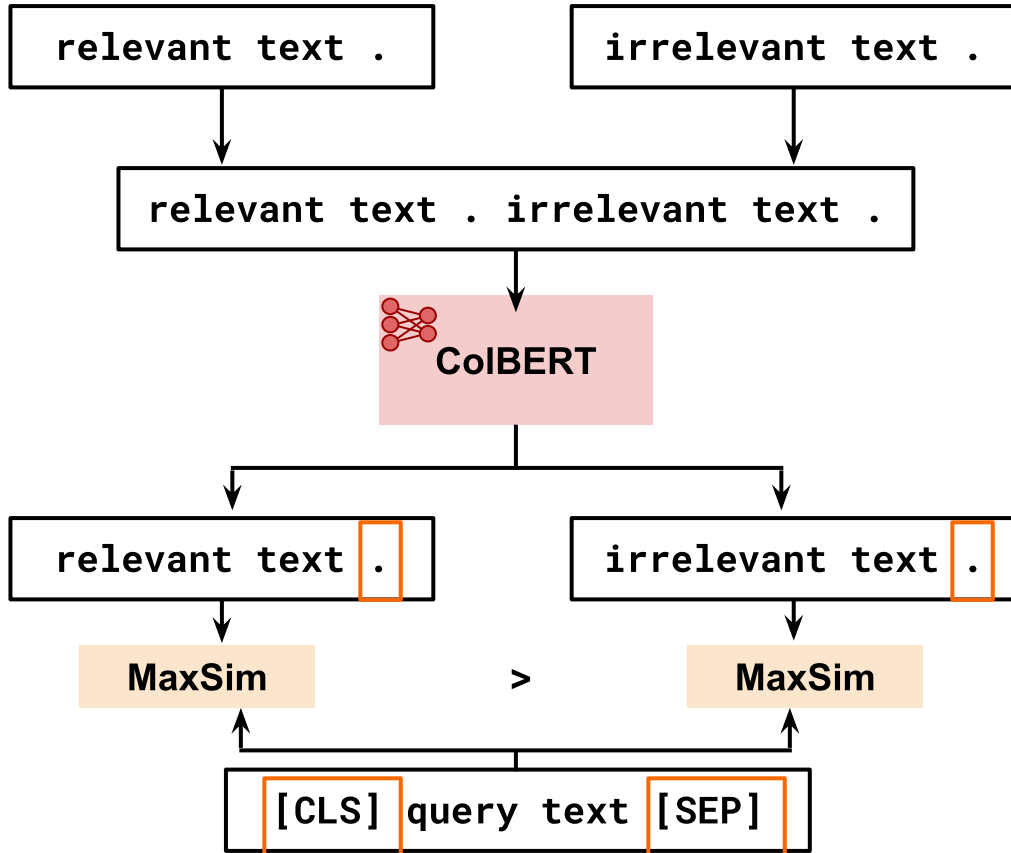 relevant text .
irrelevant text .
relevant text . irrelevant text .
ColBERT
relevant text .
irrelevant text .
MaxSim
>
MaxSim
[CLS] query text [SEP]